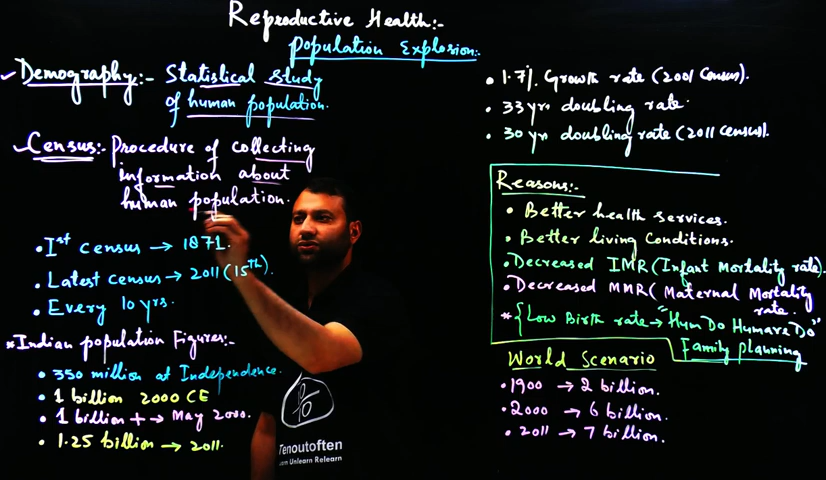 Reproductive Health:-
Population Explosion:-
✓ Demography:- Statistical study
of human population.
✓ Census:- Procedure of collecting
information about
human population.
• Ist census → 1871.
• Latest census → 2011 (15th).
• Every 10 yrs.
* Indian population Figures:-
• 350 million at Independence.
• 1 billion 2000 CE
• 1 billion + → May 2000.
• 1.25 billion → 2011.
• 1.7% Growth rate (2001 Census).
• 33 yrs doubling rate.
• 30 yrs doubling rate (2011 Census).
Reasons:-
• Better health services.
• Better living Conditions.
• Decreased IMR (Infant Mortality rate).
• Decreased MMR (Maternal Mortality
rate.
* { Low Birth rate → "Hum Do Humare Do"
Family planning
World Scenario
• 1900 → 2 billion.
• 2000 → 6 billion.
• 2011 → 7 billion.
Tenoutoften
Learn Unlearn Relearn